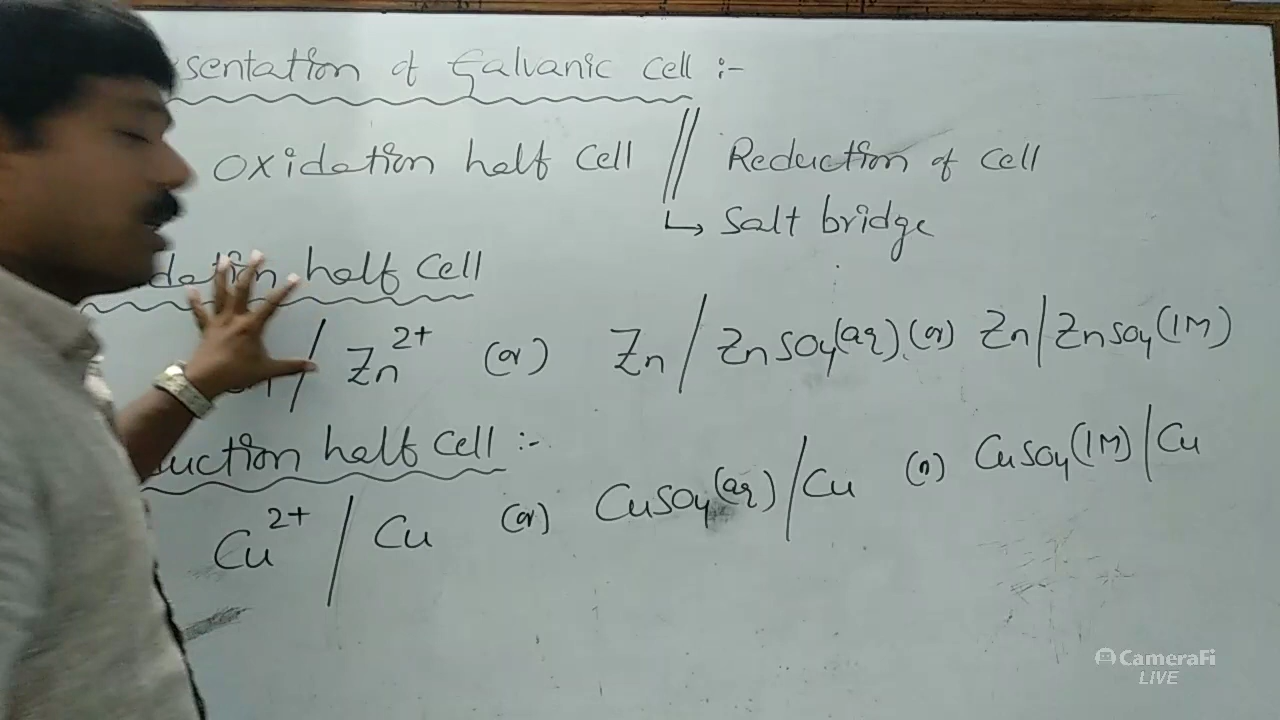 sentation of Galvanic Cell :-
Oxidation half Cell // Reduction of Cell
↳ Salt bridge
dation half Cell
/ Zn²⁺ (or) Zn / ZnSO₄(aq) (or) Zn | ZnSO₄(1M)
uction half Cell :-
Cu²⁺ / Cu (or) CuSO₄(aq) / Cu (or) CuSO₄(1M) | Cu
CameraFi
LIVE